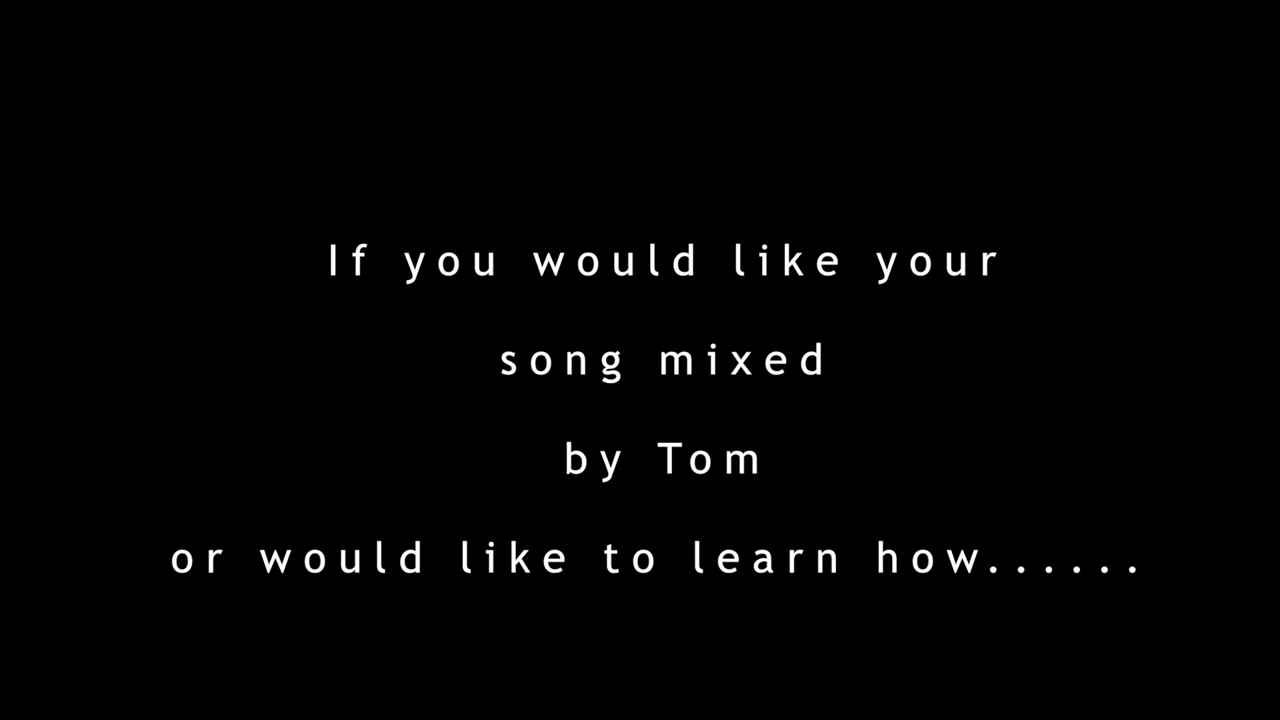 If you would like your
song mixed
by Tom
or would like to learn how......